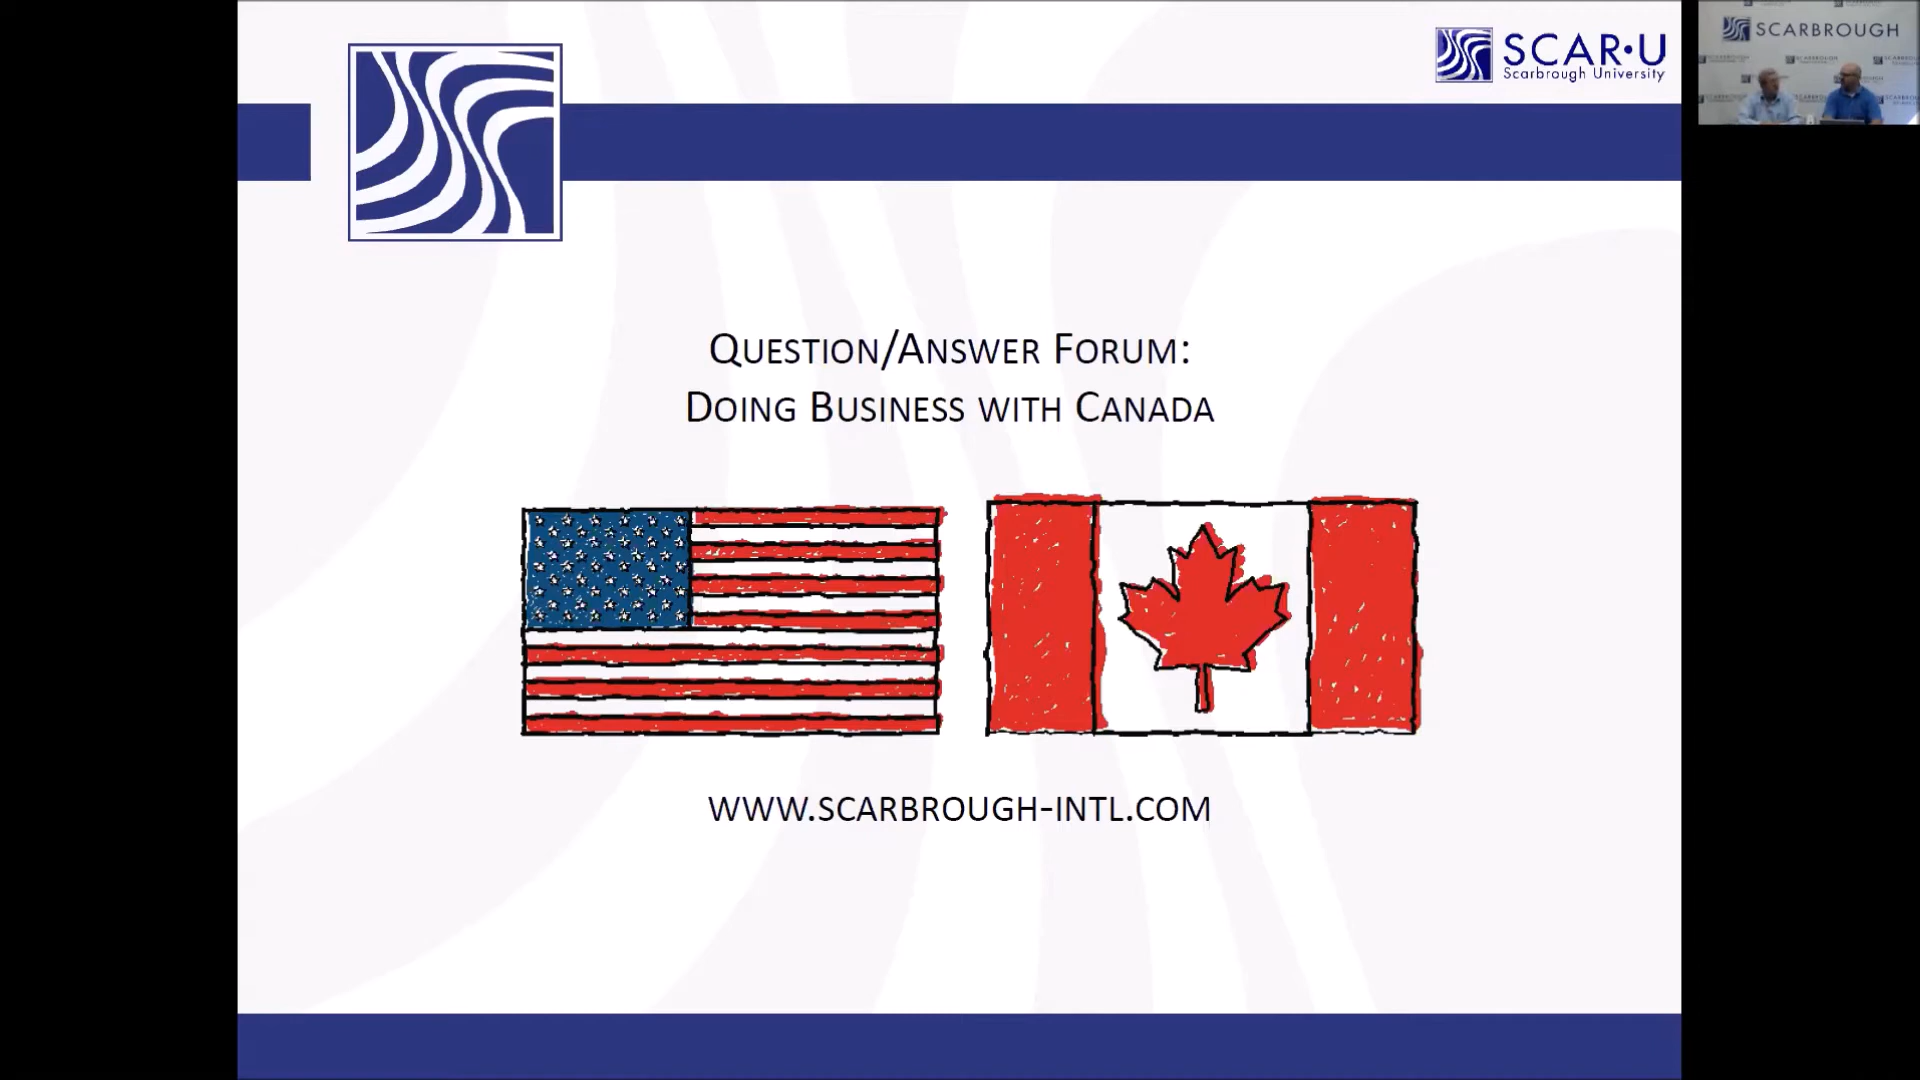 SCAR•U
Scarbrough University
SCARBROUGH
QUESTION/ANSWER FORUM:
DOING BUSINESS WITH CANADA
WWW.SCARBROUGH-INTL.COM